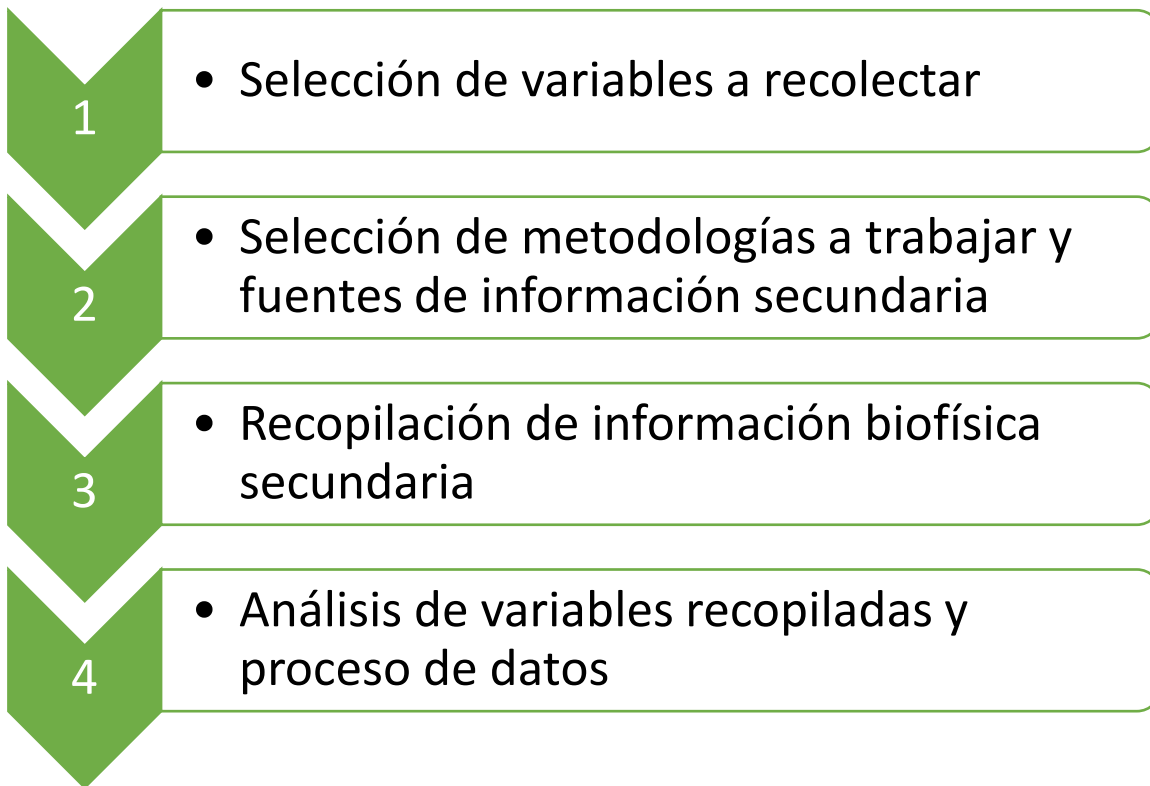 1
• Selección de variables a recolectar
2
• Selección de metodologías a trabajar y
fuentes de información secundaria
3
• Recopilación de información biofísica
secundaria
4
• Análisis de variables recopiladas y
proceso de datos